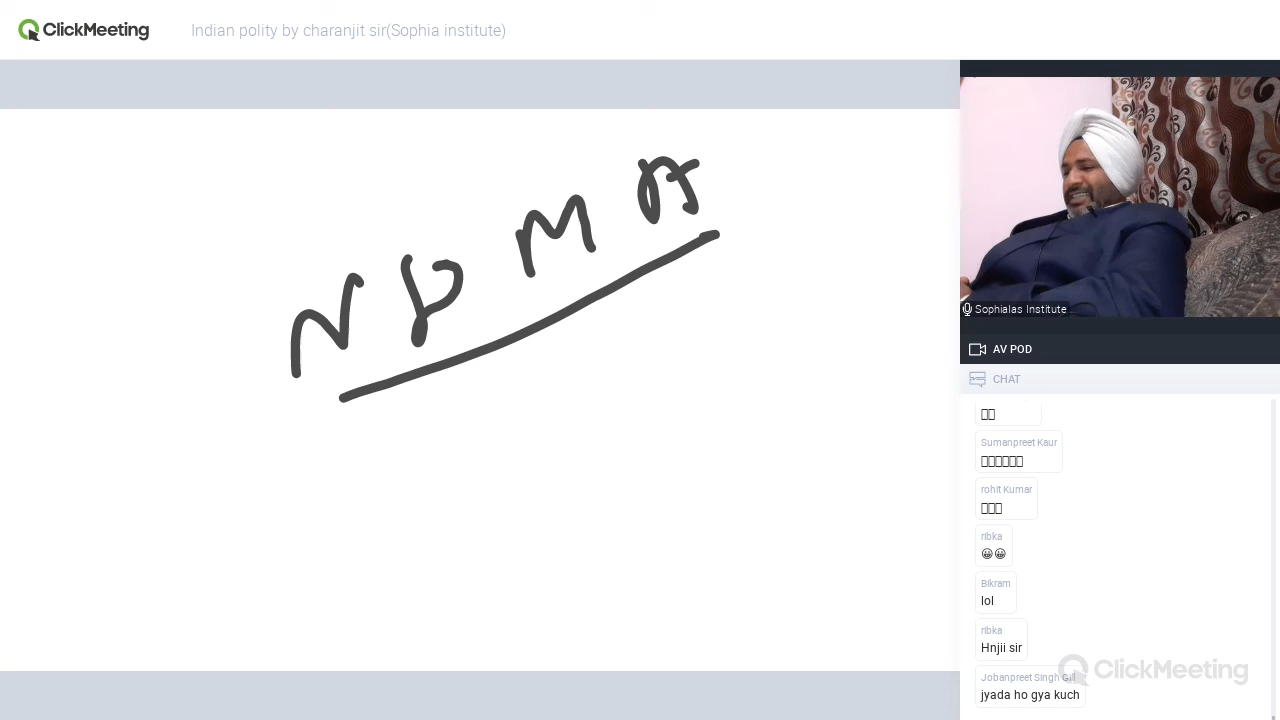 ClickMeeting
Indian polity by charanjit sir(Sophia institute)
N D M A
SophiaIas Institute
AV POD
CHAT
Sumanpreet Kaur
rohit Kumar
ribka
😀😀
Bikram
lol
ribka
Hnjii sir
Jobanpreet Singh Gill
jyada ho gya kuch
ClickMeeting